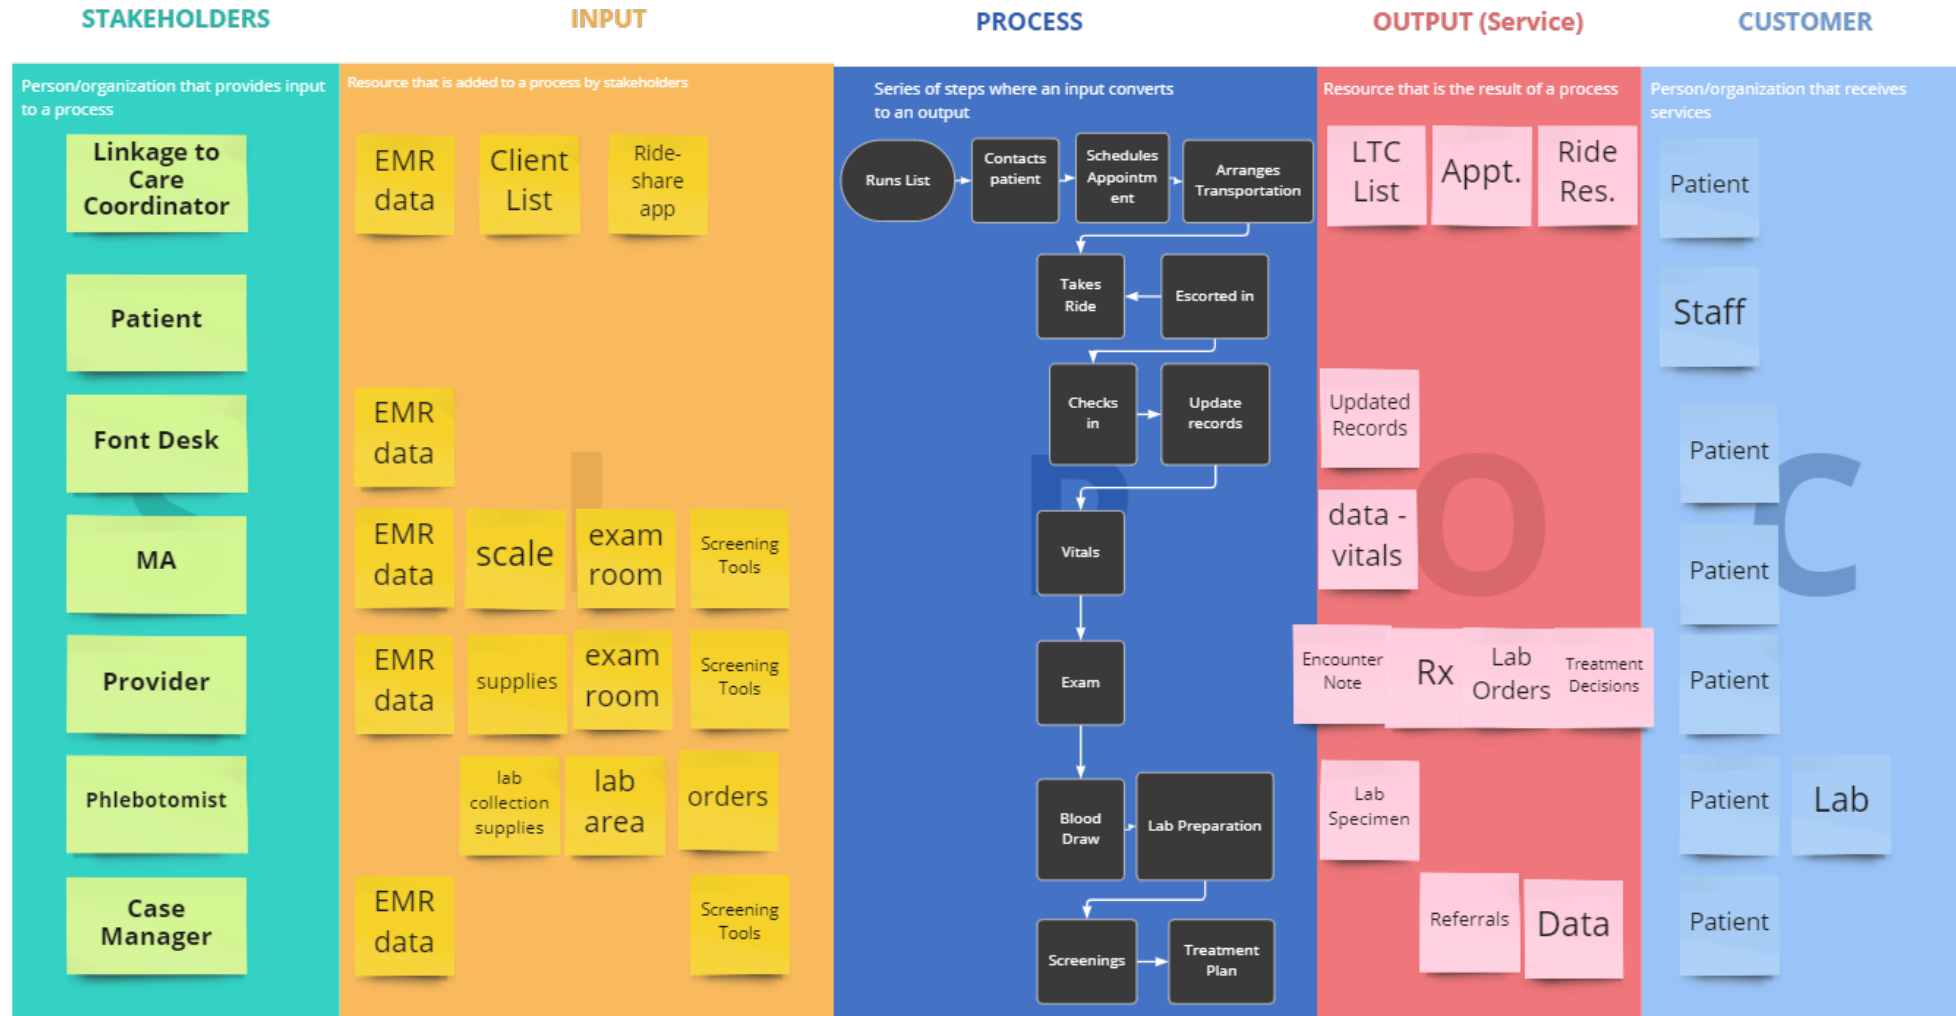 STAKEHOLDERS
INPUT
PROCESS
OUTPUT (Service)
CUSTOMER
Person/organization that provides input
to a process
Resource that is added to a process by stakeholders
Series of steps where an input converts
to an output
Resource that is the result of a process
Person/organization that receives
services
Linkage to
Care
Coordinator
EMR
data
Client
List
Ride-
share
app
Runs List
Contacts
patient
Schedules
Appointm
ent
Arranges
Transportation
LTC
List
Appt.
Ride
Res.
Patient
Patient
Takes
Ride
Escorted in
Staff
Font Desk
EMR
data
Checks
in
Update
records
Updated
Records
Patient
S
I
P
O
C
MA
EMR
data
scale
exam
room
Screening
Tools
Vitals
data -
vitals
Patient
Provider
EMR
data
supplies
exam
room
Screening
Tools
Exam
Encounter
Note
Rx
Lab
Orders
Treatment
Decisions
Patient
Phlebotomist
lab
collection
supplies
lab
area
orders
Blood
Draw
Lab Preparation
Lab
Specimen
Patient
Lab
Case
Manager
EMR
data
Screening
Tools
Screenings
Treatment
Plan
Referrals
Data
Patient